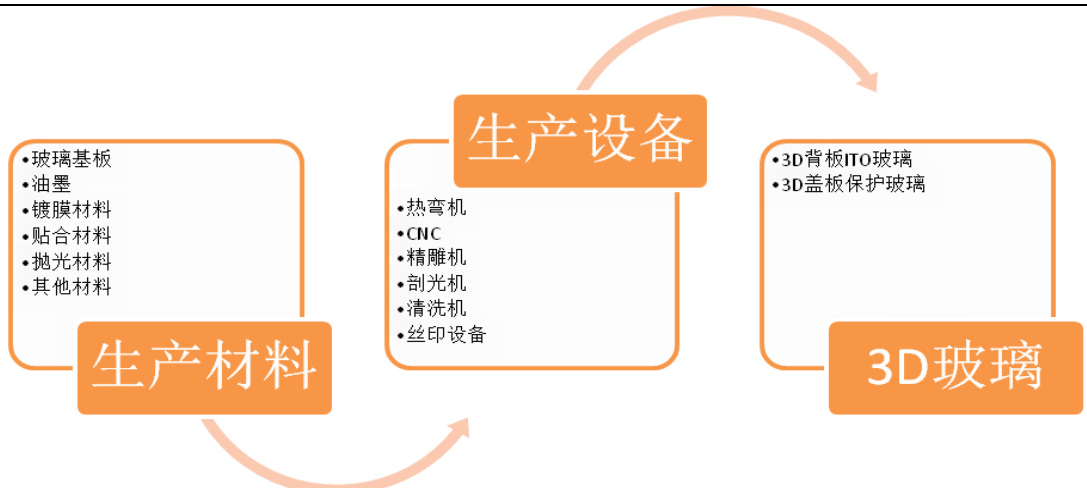 •玻璃基板
•油墨
•镀膜材料
•贴合材料
•抛光材料
•其他材料
生产材料
生产设备
•热弯机
•CNC
•精雕机
•剖光机
•清洗机
•丝印设备
•3D背板ITO玻璃
•3D盖板保护玻璃
3D玻璃